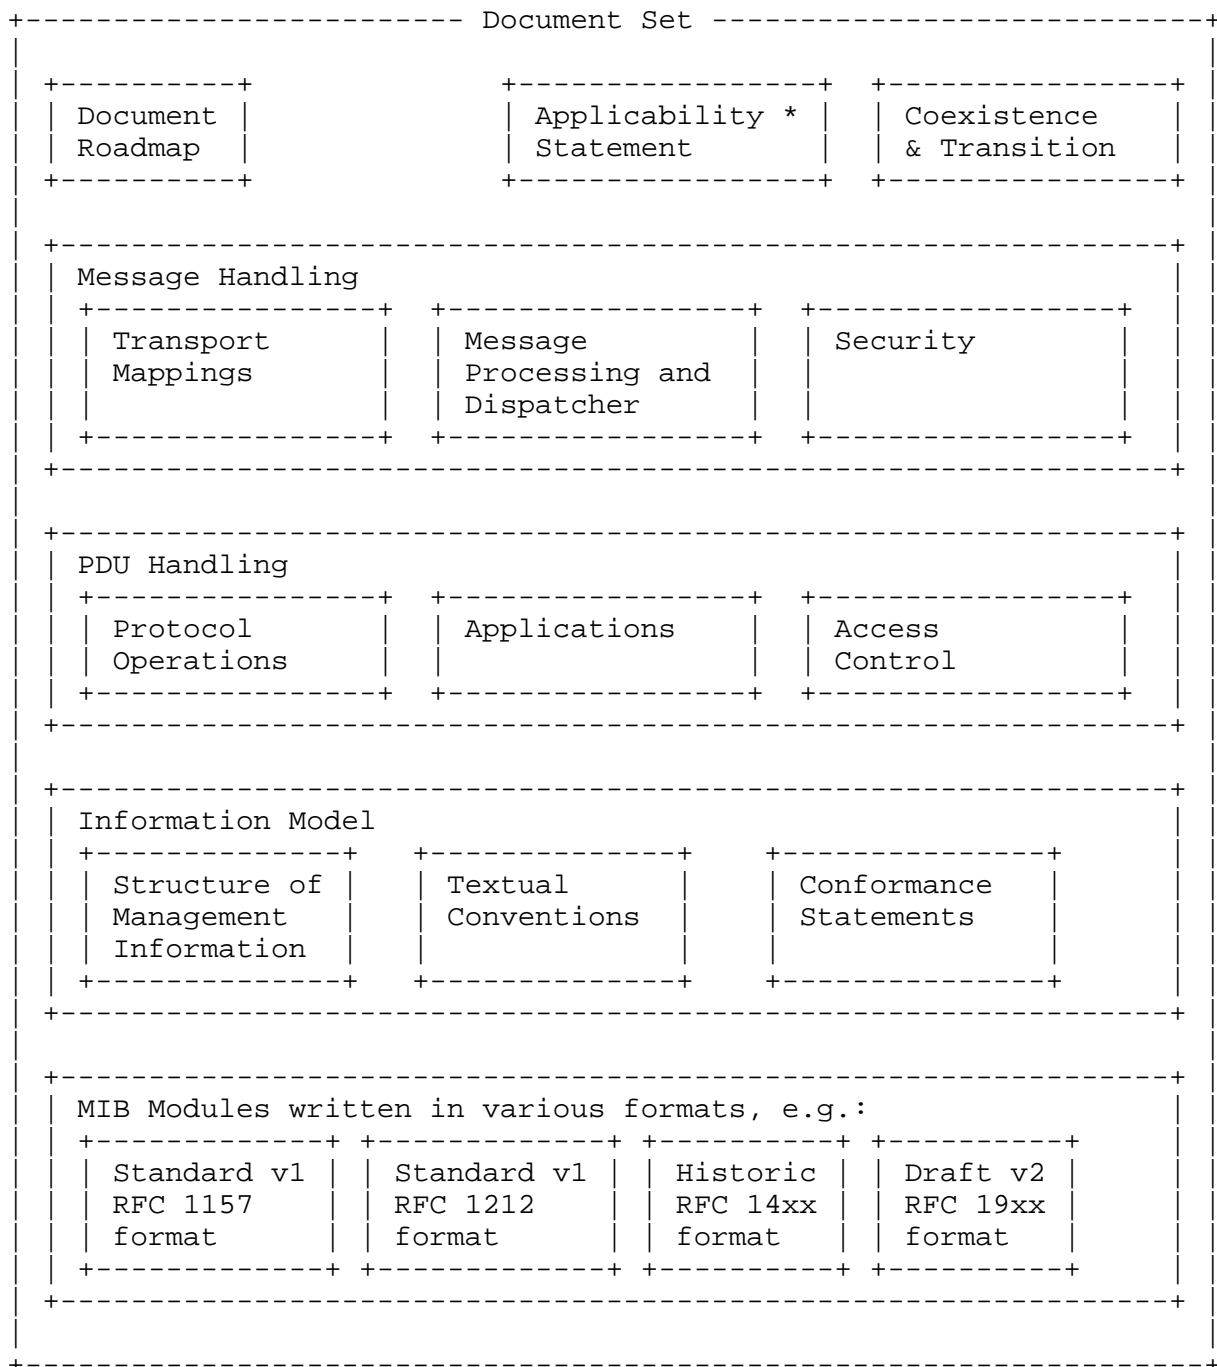 Document Set
Document Applicability * Coexistence
Roadmap Statement & Transition
Message Handling
Transport Message Security
Mappings Processing and
Dispatcher
PDU Handling
Protocol Applications Access
Operations Control
Information Model
Structure of Textual Conformance
Management Conventions Statements
Information
MIB Modules written in various formats, e.g.:
Standard v1 Standard v1 Historic Draft v2
RFC 1157 RFC 1212 RFC 14xx RFC 19xx
format format format format